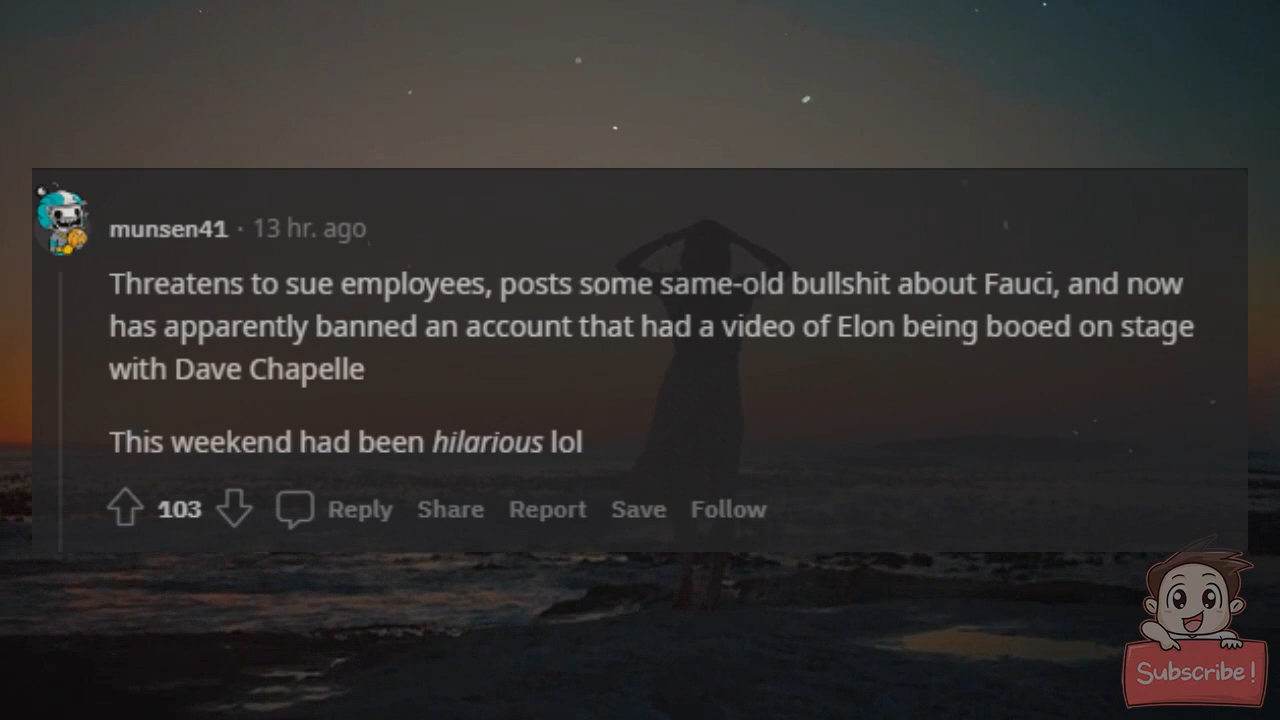 munsen41 · 13 hr. ago
Threatens to sue employees, posts some same-old bullshit about Fauci, and now
has apparently banned an account that had a video of Elon being booed on stage
with Dave Chapelle
This weekend had been hilarious lol
103 Reply Share Report Save Follow
Subscribe!